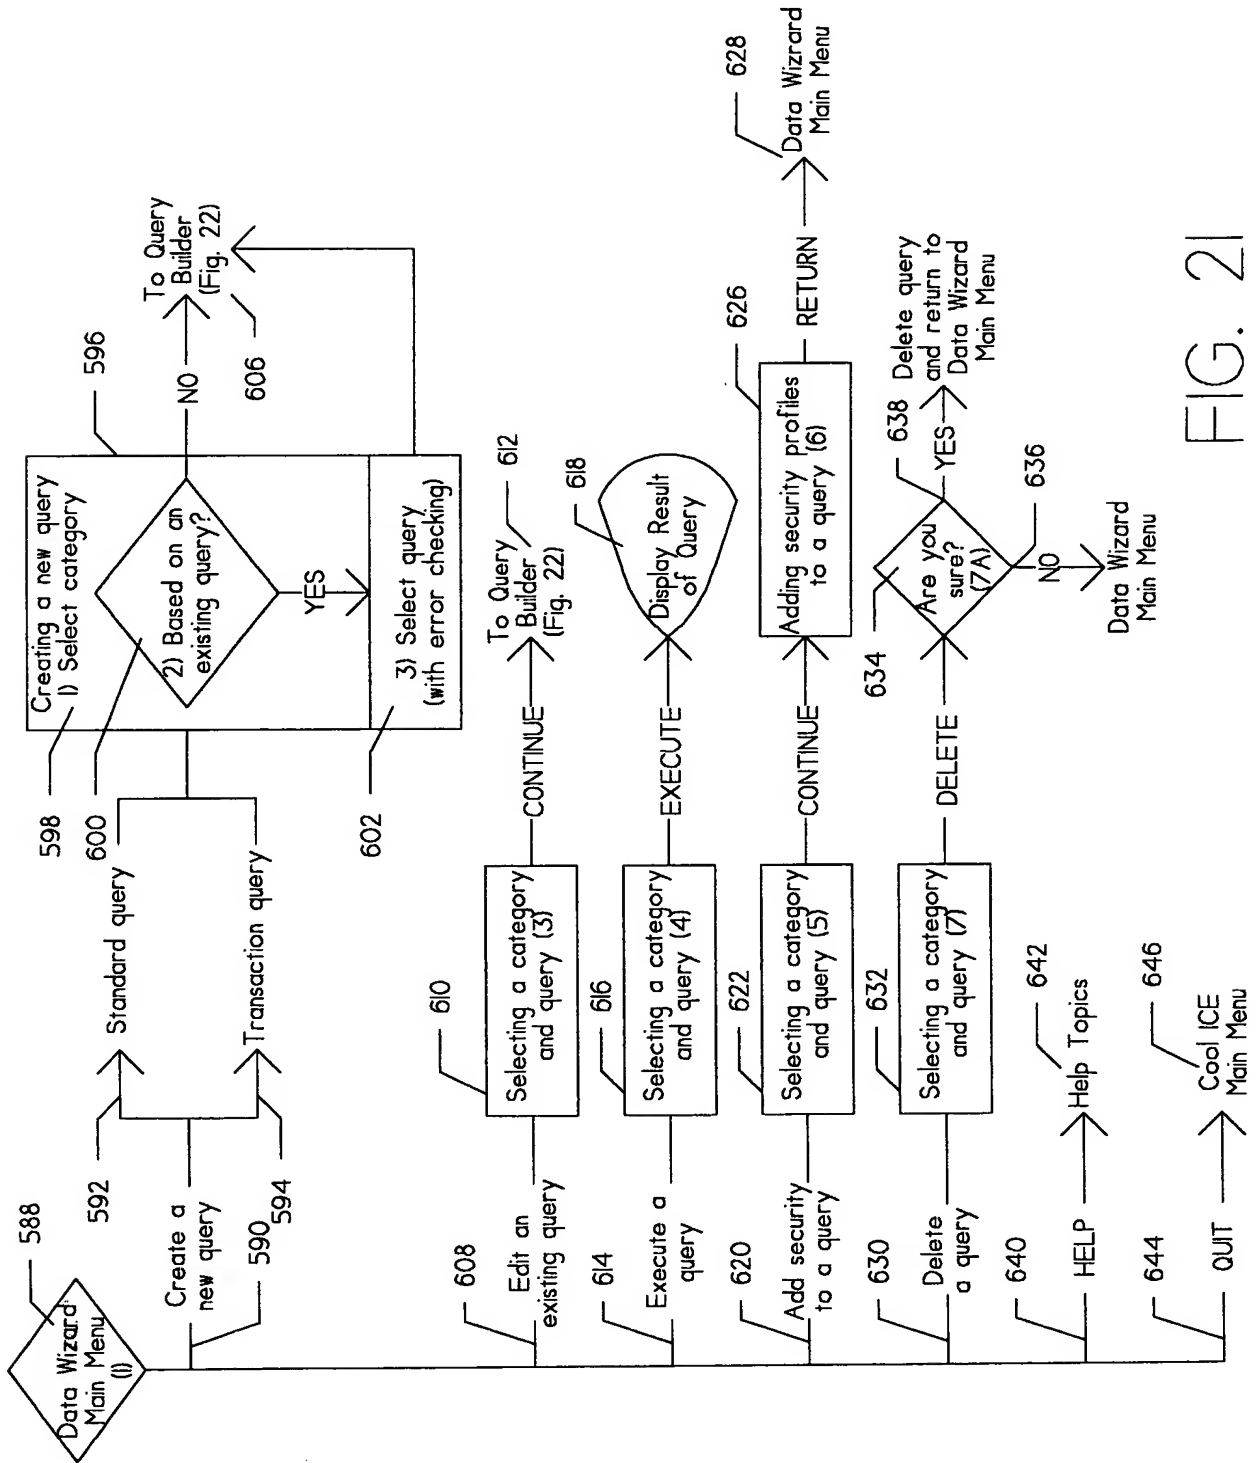 588
Data Wizard
Main Menu
(1)
Create a
new query
590
592
Standard query
594
Transaction query
596
598
Creating a new query
1) Select category
600
2) Based on an
existing query?
NO
YES
602
3) Select query
(with error checking)
To Query
Builder
(Fig. 22)
606
608
Edit an
existing query
610
Selecting a category
and query (3)
CONTINUE
To Query
Builder
(Fig. 22)
612
614
Execute a
query
616
Selecting a category
and query (4)
EXECUTE
618
Display Result
of Query
620
Add security
to a query
622
Selecting a category
and query (5)
CONTINUE
626
Adding security profiles
to a query (6)
RETURN
628
Data Wizrard
Main Menu
630
Delete
a query
632
Selecting a category
and query (7)
DELETE
634
Are you
sure?
(7A)
638
YES
Delete query
and return to
Data Wizard
Main Menu
636
NO
Data Wizard
Main Menu
640
HELP
642
Help Topics
644
QUIT
646
Cool ICE
Main Menu
FIG. 21